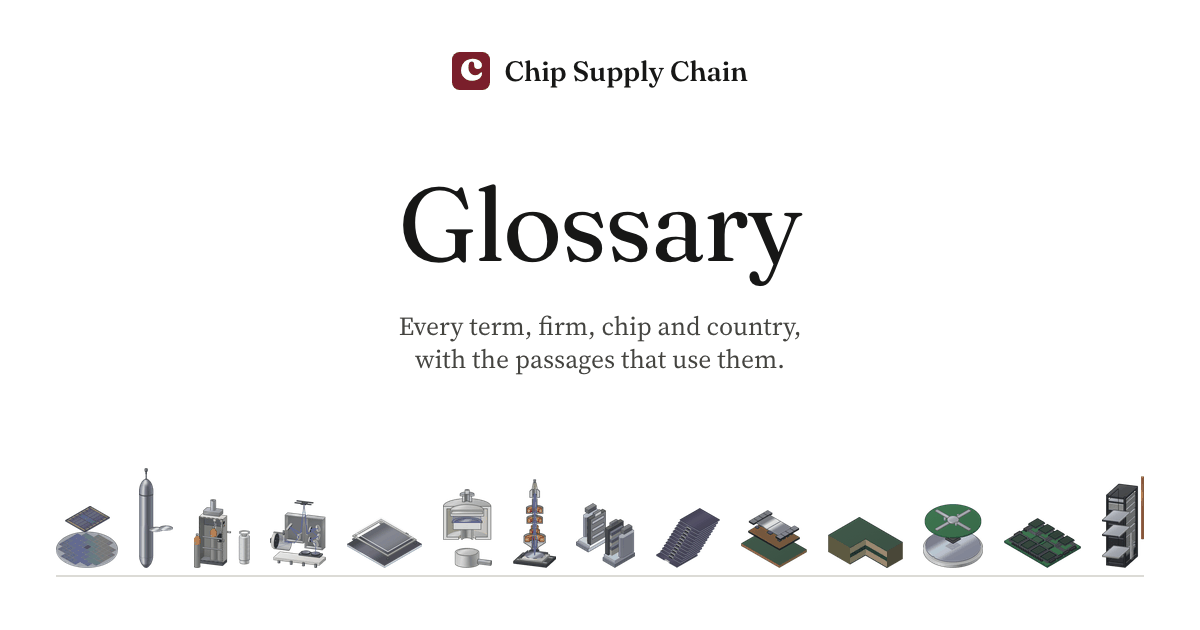 C Chip Supply Chain
Glossary
Every term, firm, chip and country,
with the passages that use them.